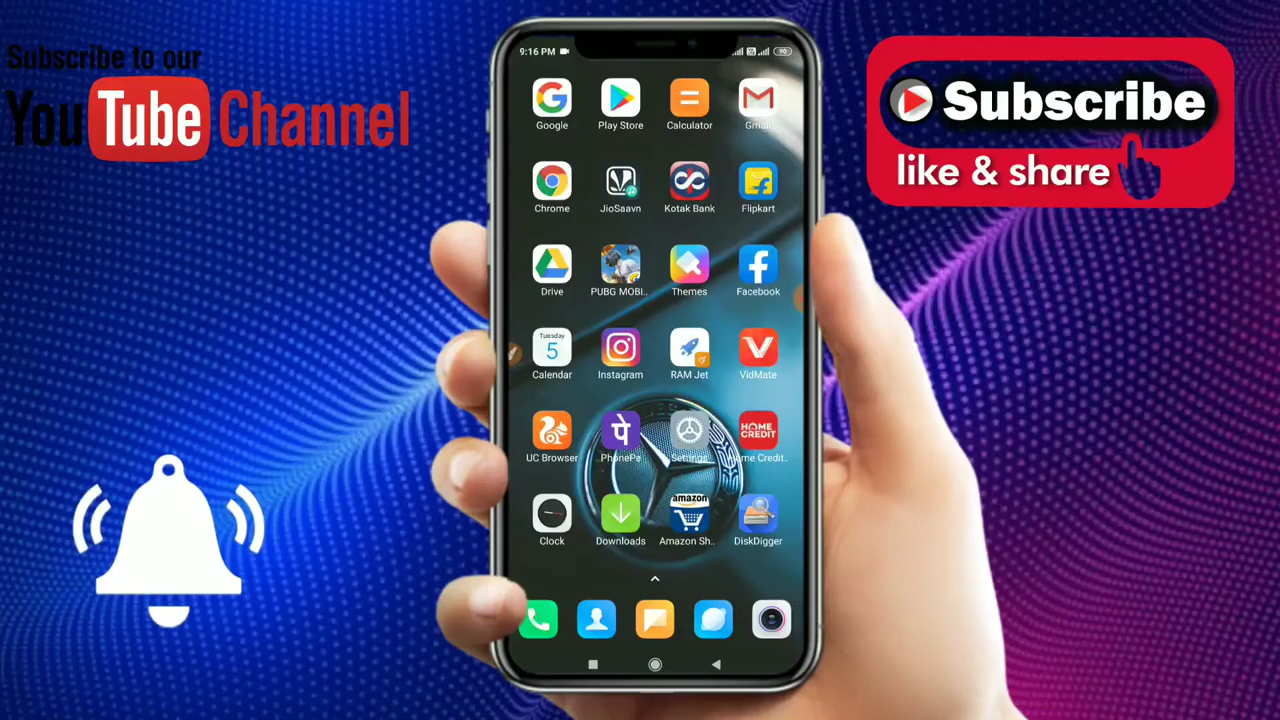 Subscribe to our
YouTube Channel
Subscribe
like & share
9:16 PM
90
Google
Play Store
Calculator
Gmail
Chrome
JioSaavn
Kotak Bank
Flipkart
Drive
PUBG MOBI..
Themes
Facebook
Tuesday
5
Calendar
Instagram
RAM Jet
VidMate
HOME
CREDIT
UC Browser
PhonePe
Settings
Home Credit..
पे
amazon
Clock
Downloads
Amazon Sh..
DiskDigger